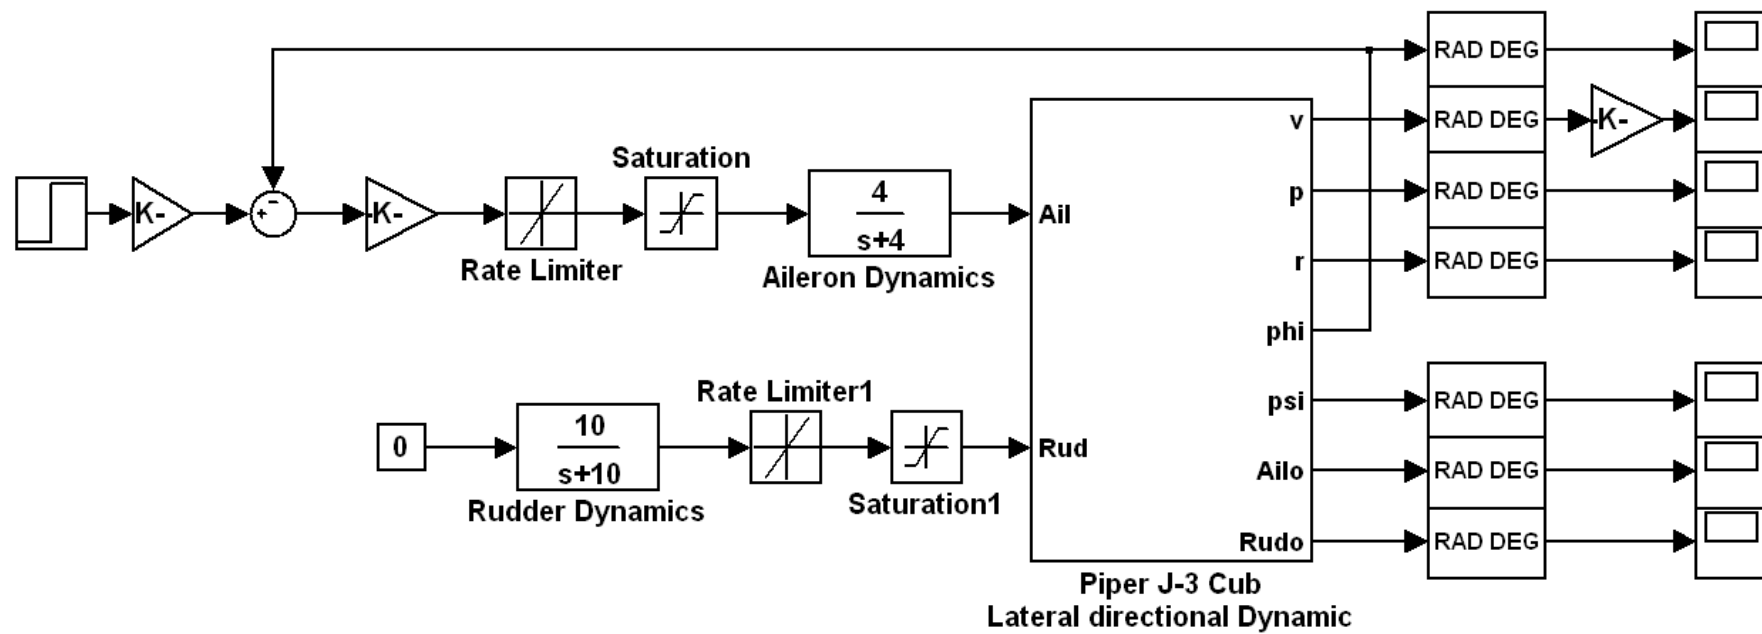 RAD DEG
v
RAD DEG
-K-
Saturation
K-
+
−
-K-
4
s+4
Ail
p
RAD DEG
Rate Limiter
Aileron Dynamics
r
RAD DEG
phi
Rate Limiter1
psi
RAD DEG
0
10
s+10
Rud
Ailo
RAD DEG
Rudder Dynamics
Saturation1
Rudo
RAD DEG
Piper J-3 Cub
Lateral directional Dynamic